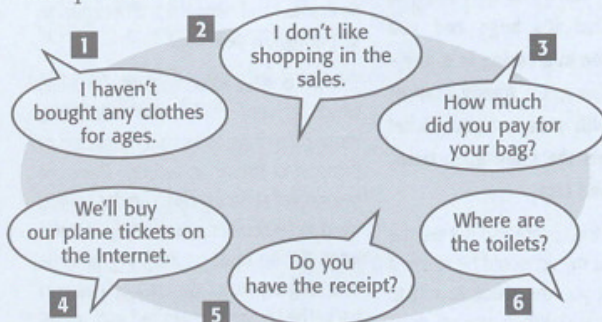 1
I haven't
bought any clothes
for ages.
2
I don't like
shopping in the
sales.
3
How much
did you pay for
your bag?
We'll buy
our plane tickets on
the Internet.
4
Do you
have the receipt?
5
Where are
the toilets?
6